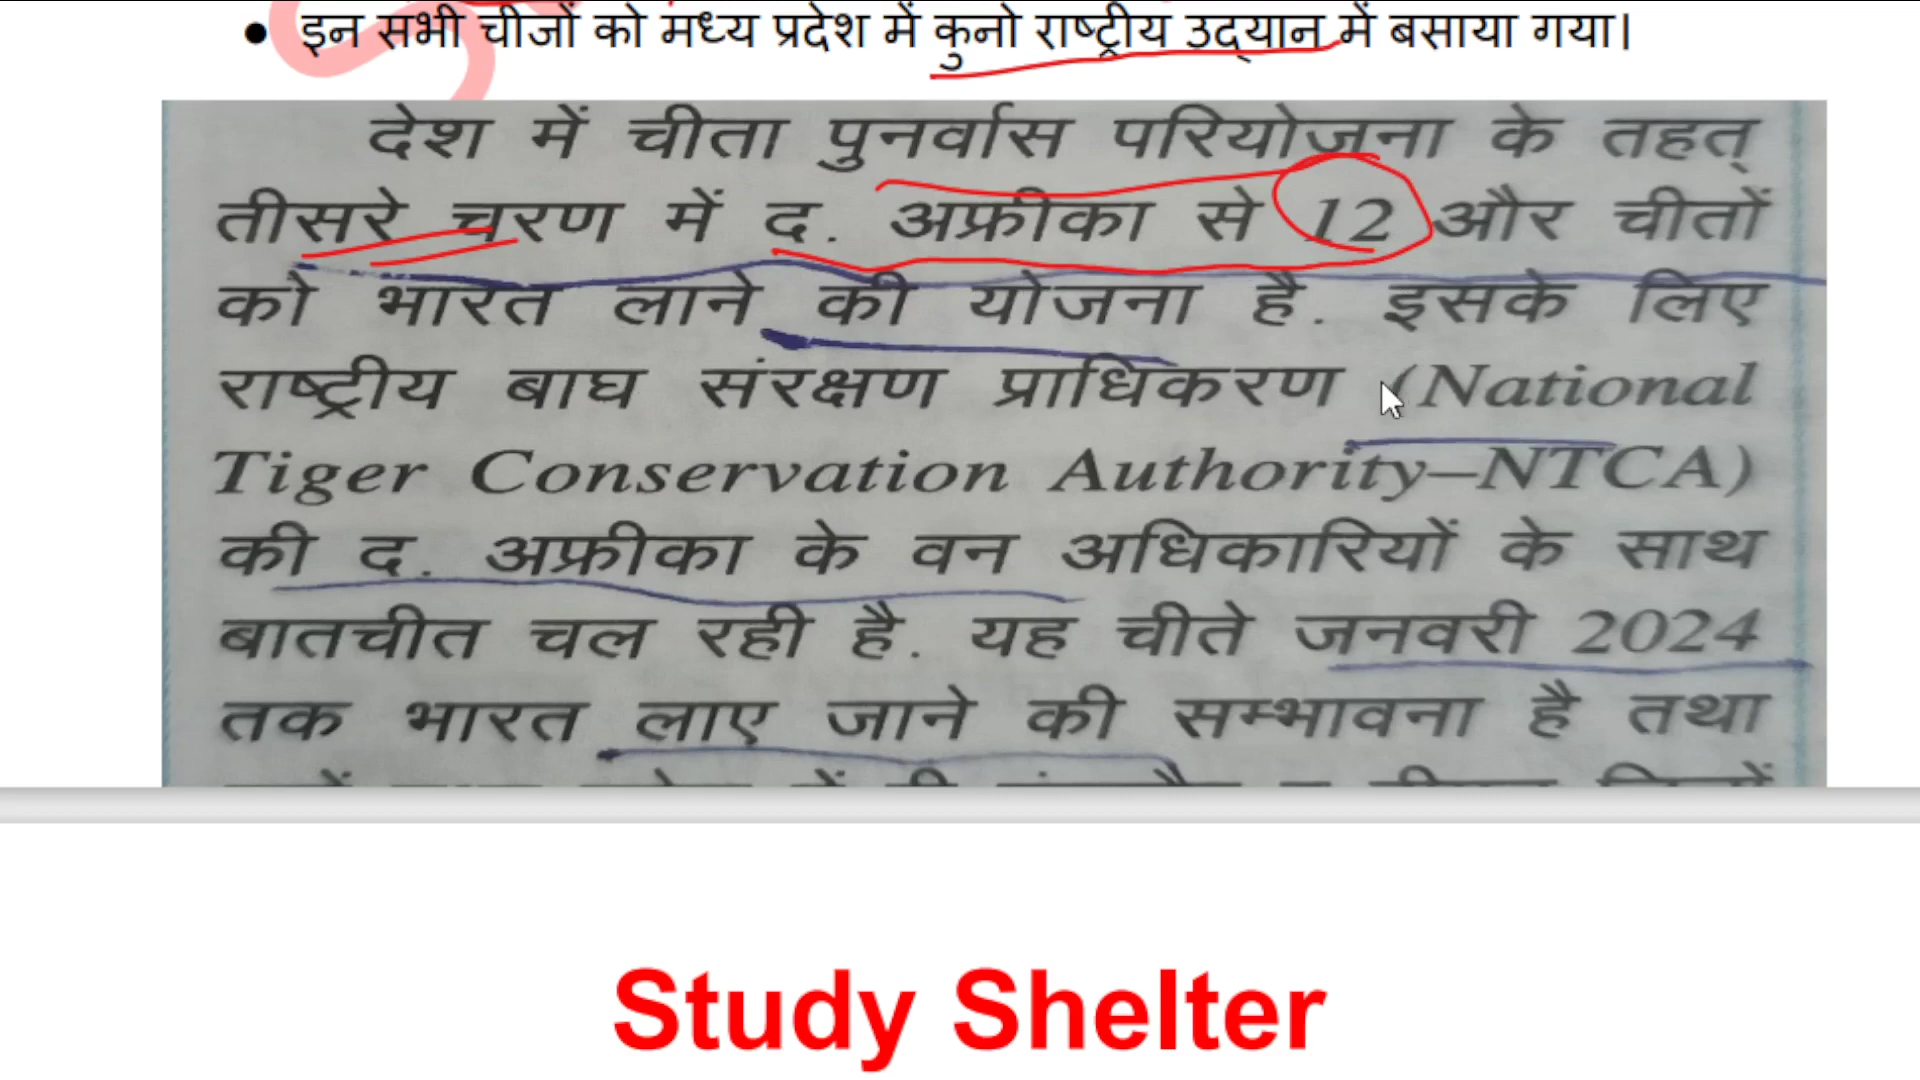 • इन सभी चीजों को मध्य प्रदेश में कुनो राष्ट्रीय उद्यान में बसाया गया।
देश में चीता पुनर्वास परियोजना के तहत्
तीसरे चरण में द. अफ्रीका से 12 और चीतों
को भारत लाने की योजना है. इसके लिए
राष्ट्रीय बाघ संरक्षण प्राधिकरण (National
Tiger Conservation Authority–NTCA)
की द. अफ्रीका के वन अधिकारियों के साथ
बातचीत चल रही है. यह चीते जनवरी 2024
तक भारत लाए जाने की सम्भावना है तथा
Study Shelter